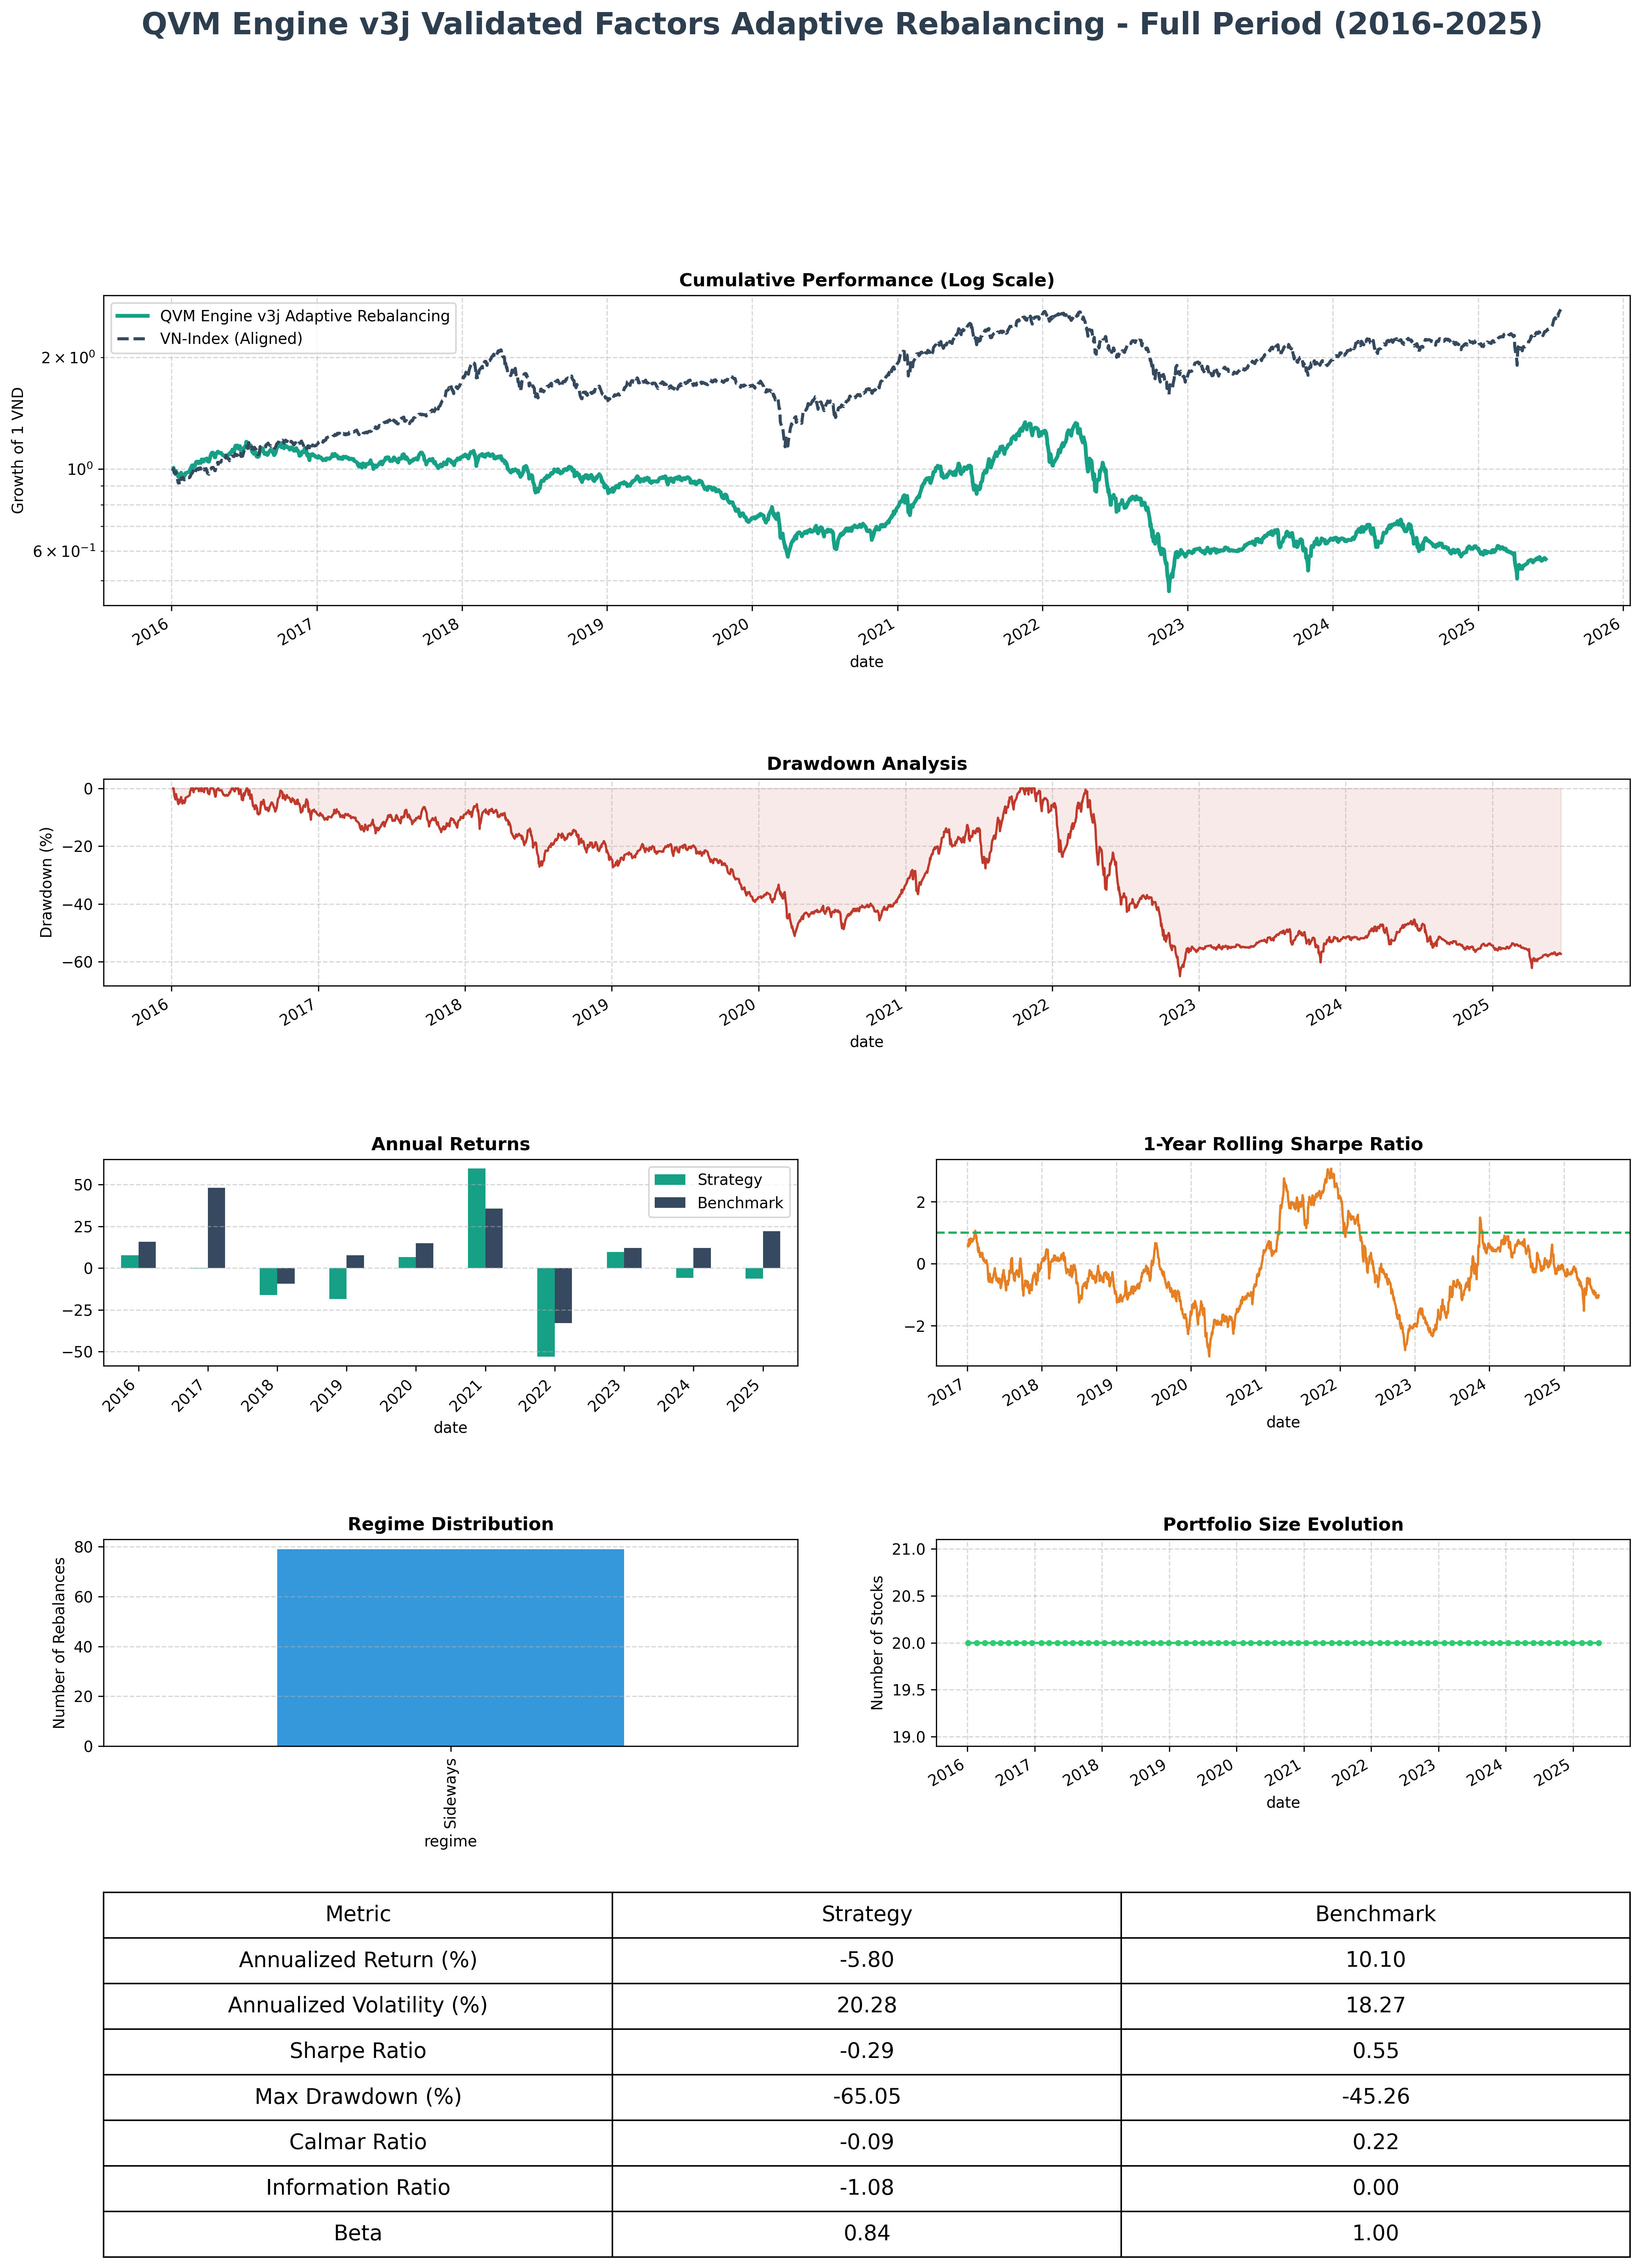 QVM Engine v3j Validated Factors Adaptive Rebalancing - Full Period (2016-2025)
Cumulative Performance (Log Scale)
QVM Engine v3j Adaptive Rebalancing
VN-Index (Aligned)
Growth of 1 VND
2 × 10⁰
10⁰
6 × 10⁻¹
2016 2017 2018 2019 2020 2021 2022 2023 2024 2025 2026
date
Drawdown Analysis
Drawdown (%)
0
−20
−40
−60
2016 2017 2018 2019 2020 2021 2022 2023 2024 2025
date
Annual Returns
Strategy
Benchmark
50
25
0
−25
−50
2016 2017 2018 2019 2020 2021 2022 2023 2024 2025
date
1-Year Rolling Sharpe Ratio
2
0
−2
2017 2018 2019 2020 2021 2022 2023 2024 2025
date
Regime Distribution
Number of Rebalances
80
60
40
20
0
Sideways
regime
Portfolio Size Evolution
Number of Stocks
21.0
20.5
20.0
19.5
19.0
2016 2017 2018 2019 2020 2021 2022 2023 2024 2025
date
Metric Strategy Benchmark
Annualized Return (%) -5.80 10.10
Annualized Volatility (%) 20.28 18.27
Sharpe Ratio -0.29 0.55
Max Drawdown (%) -65.05 -45.26
Calmar Ratio -0.09 0.22
Information Ratio -1.08 0.00
Beta 0.84 1.00